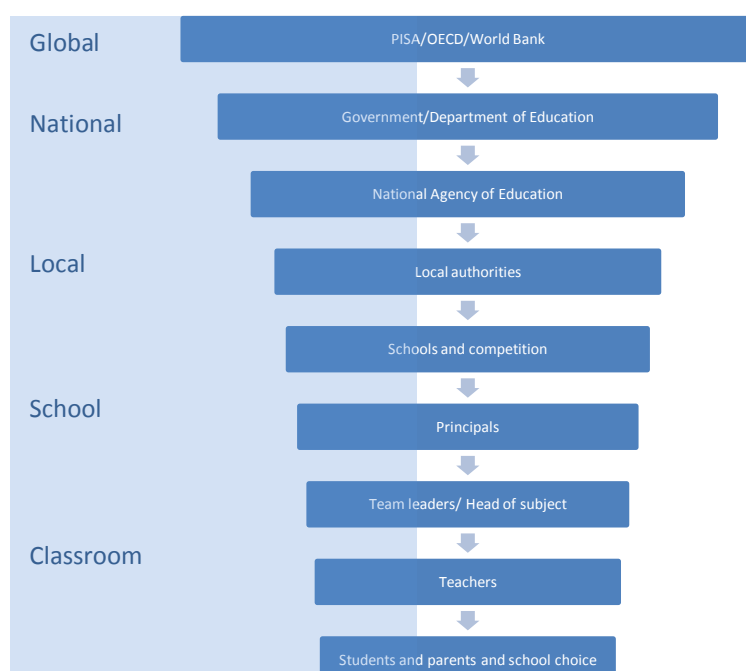 Global
PISA/OECD/World Bank
National
Government/Department of Education
National Agency of Education
Local
Local authorities
Schools and competition
School
Principals
Team leaders/ Head of subject
Classroom
Teachers
Students and parents and school choice